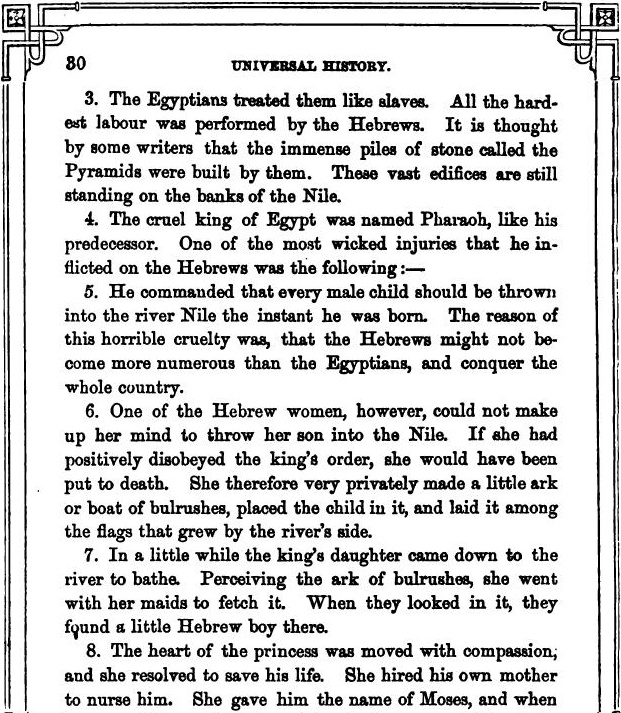 30
UNIVERSAL HISTORY.
3. The Egyptians treated them like slaves. All the hard-
est labour was performed by the Hebrews. It is thought
by some writers that the immense piles of stone called the
Pyramids were built by them. These vast edifices are still
standing on the banks of the Nile.
4. The cruel king of Egypt was named Pharaoh, like his
predecessor. One of the most wicked injuries that he in-
flicted on the Hebrews was the following:—
5. He commanded that every male child should be thrown
into the river Nile the instant he was born. The reason of
this horrible cruelty was, that the Hebrews might not be-
come more numerous than the Egyptians, and conquer the
whole country.
6. One of the Hebrew women, however, could not make
up her mind to throw her son into the Nile. If she had
positively disobeyed the king's order, she would have been
put to death. She therefore very privately made a little ark
or boat of bulrushes, placed the child in it, and laid it among
the flags that grew by the river's side.
7. In a little while the king's daughter came down to the
river to bathe. Perceiving the ark of bulrushes, she went
with her maids to fetch it. When they looked in it, they
found a little Hebrew boy there.
8. The heart of the princess was moved with compassion,
and she resolved to save his life. She hired his own mother
to nurse him. She gave him the name of Moses, and when